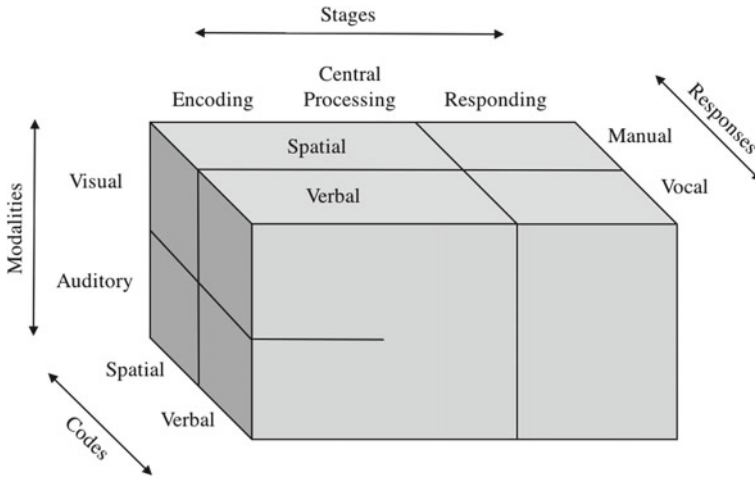 Stages
Central
Encoding Processing Responding
Responses
Manual
Spatial
Visual
Vocal
Verbal
Modalities
Auditory
Spatial
Verbal
Codes